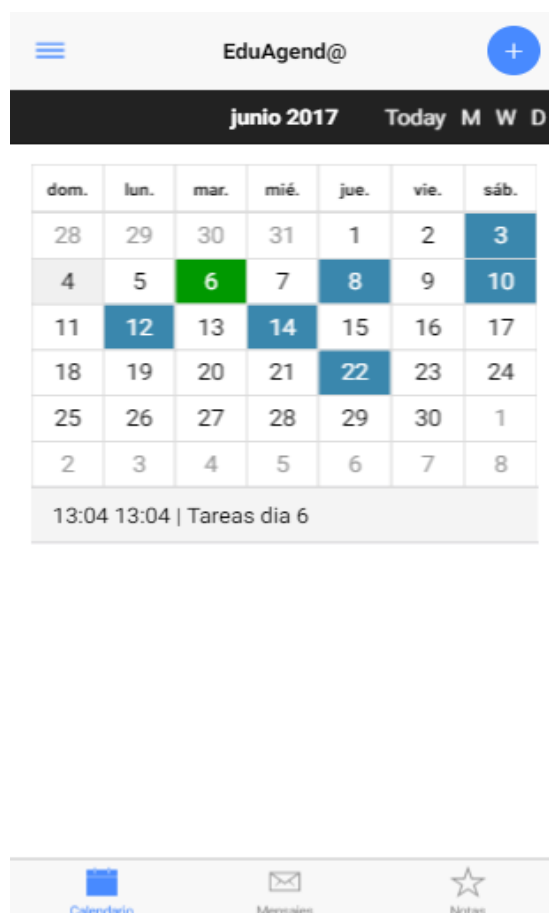 EduAgend@
+
junio 2017 Today M W D
dom. lun. mar. mié. jue. vie. sáb.
28 29 30 31 1 2 3
4 5 6 7 8 9 10
11 12 13 14 15 16 17
18 19 20 21 22 23 24
25 26 27 28 29 30 1
2 3 4 5 6 7 8
13:04 13:04 | Tareas dia 6
Calendario Mensajes Notas